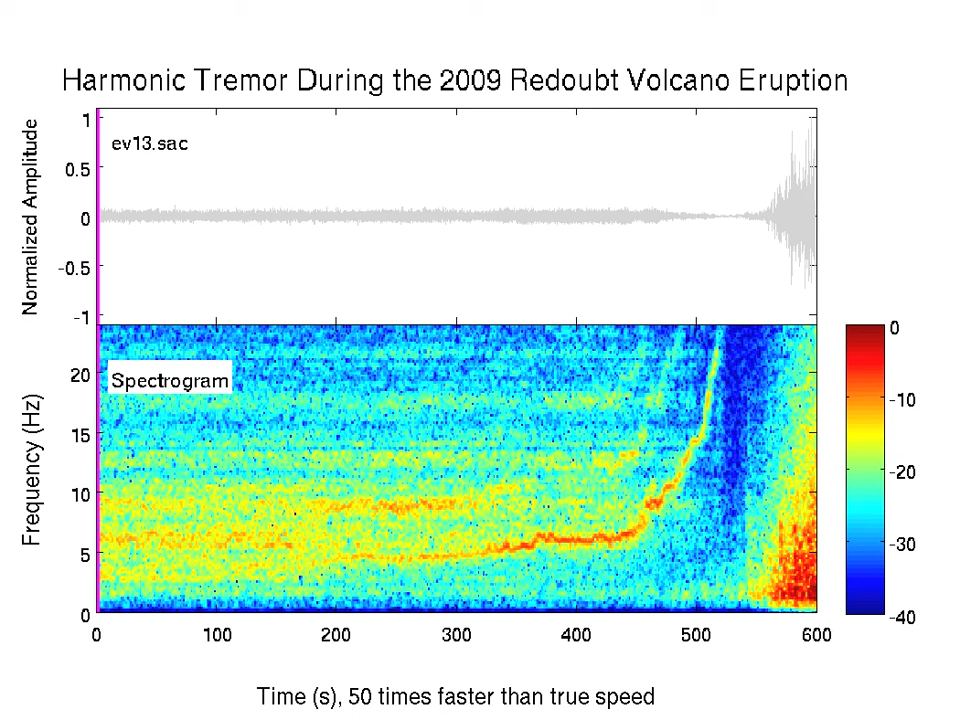 Harmonic Tremor During the 2009 Redoubt Volcano Eruption
Normalized Amplitude
1
0.5
0
-0.5
-1
ev13.sac
Spectrogram
Frequency (Hz)
20
15
10
5
0
0 100 200 300 400 500 600
0
-10
-20
-30
-40
Time (s), 50 times faster than true speed